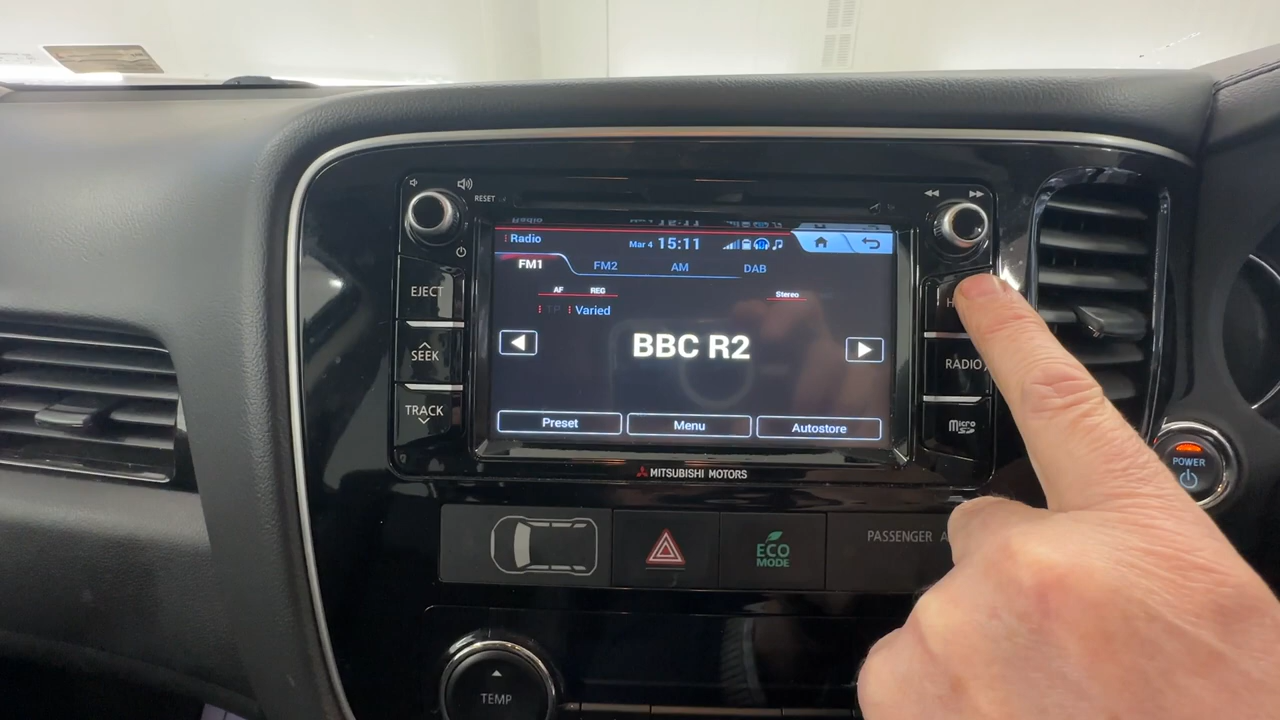 RESET
Radio
Mar 4 15:11
FM1 FM2 AM DAB
AF REG
Stereo
TP Varied
BBC R2
Preset Menu Autostore
EJECT
SEEK
TRACK
RADIO
Micro SD
MITSUBISHI MOTORS
POWER
ECO
MODE
PASSENGER
TEMP